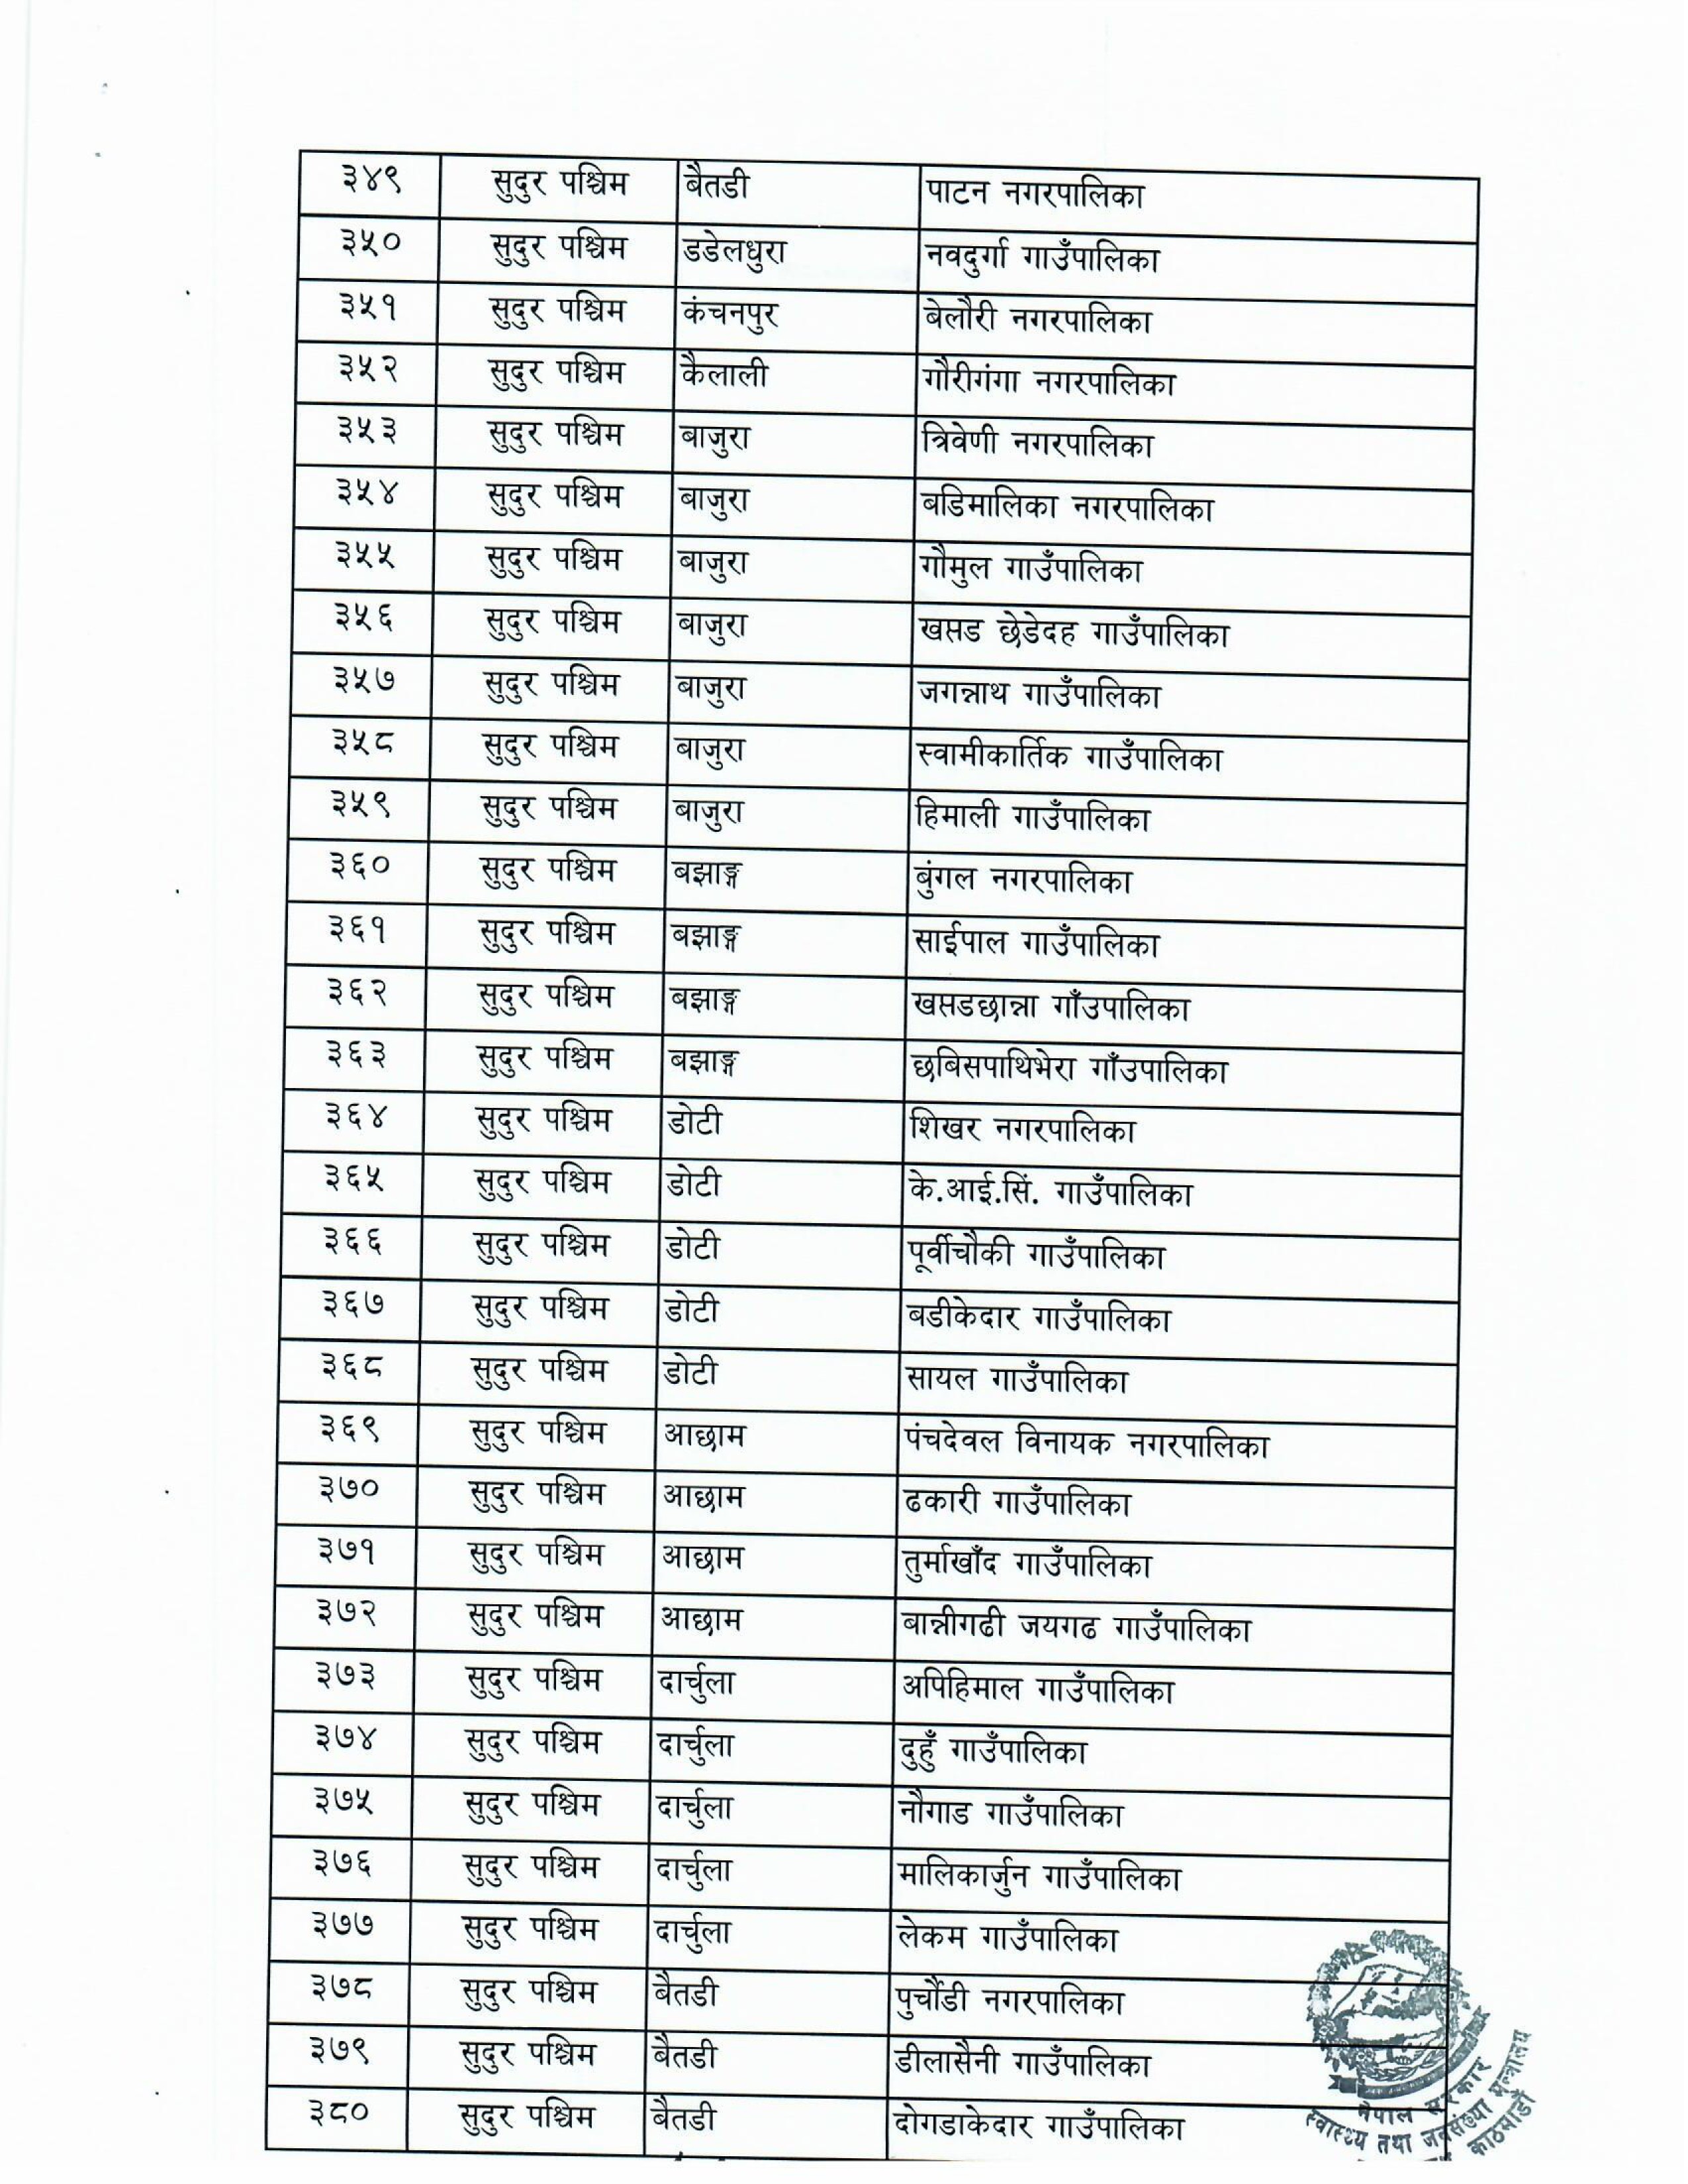 ३४९ सुदुर पश्चिम बैतडी पाटन नगरपालिका
३५० सुदुर पश्चिम डडेलधुरा नवदुर्गा गाउँपालिका
३५१ सुदुर पश्चिम कंचनपुर बेलौरी नगरपालिका
३५२ सुदुर पश्चिम कैलाली गौरीगंगा नगरपालिका
३५३ सुदुर पश्चिम बाजुरा त्रिवेणी नगरपालिका
३५४ सुदुर पश्चिम बाजुरा बडिमालिका नगरपालिका
३५५ सुदुर पश्चिम बाजुरा गौमुल गाउँपालिका
३५६ सुदुर पश्चिम बाजुरा खप्तड छेडेदह गाउँपालिका
३५७ सुदुर पश्चिम बाजुरा जगन्नाथ गाउँपालिका
३५८ सुदुर पश्चिम बाजुरा स्वामीकार्तिक गाउँपालिका
३५९ सुदुर पश्चिम बाजुरा हिमाली गाउँपालिका
३६० सुदुर पश्चिम बझाङ्ग बुंगल नगरपालिका
३६१ सुदुर पश्चिम बझाङ्ग साईपाल गाउँपालिका
३६२ सुदुर पश्चिम बझाङ्ग खप्तडछान्ना गाँउपालिका
३६३ सुदुर पश्चिम बझाङ्ग छबिसपाथिभेरा गाँउपालिका
३६४ सुदुर पश्चिम डोटी शिखर नगरपालिका
३६५ सुदुर पश्चिम डोटी के.आई.सिं. गाउँपालिका
३६६ सुदुर पश्चिम डोटी पूर्वीचौकी गाउँपालिका
३६७ सुदुर पश्चिम डोटी बडीकेदार गाउँपालिका
३६८ सुदुर पश्चिम डोटी सायल गाउँपालिका
३६९ सुदुर पश्चिम आछाम पंचदेवल विनायक नगरपालिका
३७० सुदुर पश्चिम आछाम ढकारी गाउँपालिका
३७१ सुदुर पश्चिम आछाम तुर्माखाँद गाउँपालिका
३७२ सुदुर पश्चिम आछाम बान्नीगढी जयगढ गाउँपालिका
३७३ सुदुर पश्चिम दार्चुला अपिहिमाल गाउँपालिका
३७४ सुदुर पश्चिम दार्चुला दुहुँ गाउँपालिका
३७५ सुदुर पश्चिम दार्चुला नौगाड गाउँपालिका
३७६ सुदुर पश्चिम दार्चुला मालिकार्जुन गाउँपालिका
३७७ सुदुर पश्चिम दार्चुला लेकम गाउँपालिका
३७८ सुदुर पश्चिम बैतडी पुर्चौडी नगरपालिका
३७९ सुदुर पश्चिम बैतडी डीलासैनी गाउँपालिका
३८० सुदुर पश्चिम बैतडी दोगडाकेदार गाउँपालिका
नेपाल सरकार
स्वास्थ्य तथा जनसंख्या मन्त्रालय
काठमाडौं